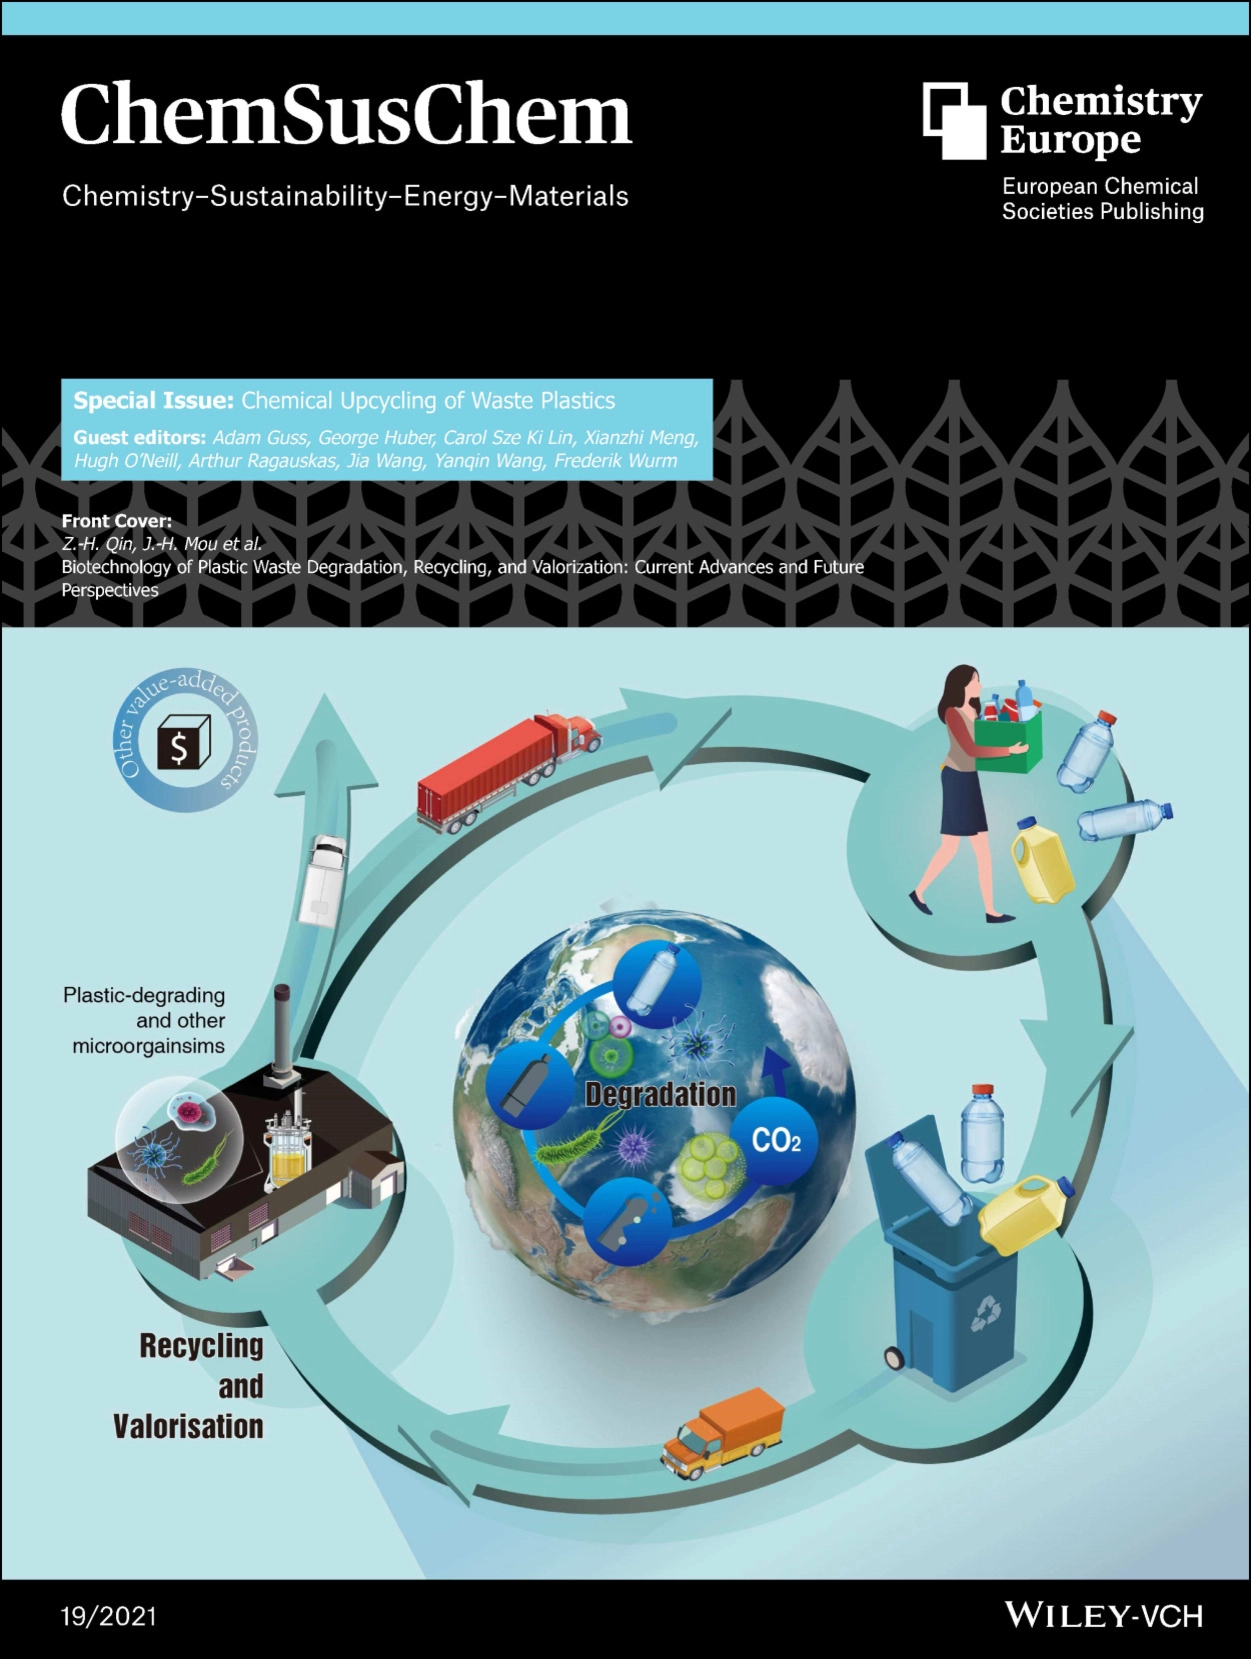 ChemSusChem
Chemistry–Sustainability–Energy–Materials
Chemistry
Europe
European Chemical
Societies Publishing
Special Issue: Chemical Upcycling of Waste Plastics
Guest editors: Adam Guss, George Huber, Carol Sze Ki Lin, Xianzhi Meng,
Hugh O'Neill, Arthur Ragauskas, Jia Wang, Yanqin Wang, Frederik Wurm
Front Cover:
Z.-H. Qin, J.-H. Mou et al.
Biotechnology of Plastic Waste Degradation, Recycling, and Valorization: Current Advances and Future
Perspectives
Other value-added products
$
Plastic-degrading
and other
microorgainsims
Degradation
CO₂
Recycling
and
Valorisation
19/2021
WILEY-VCH